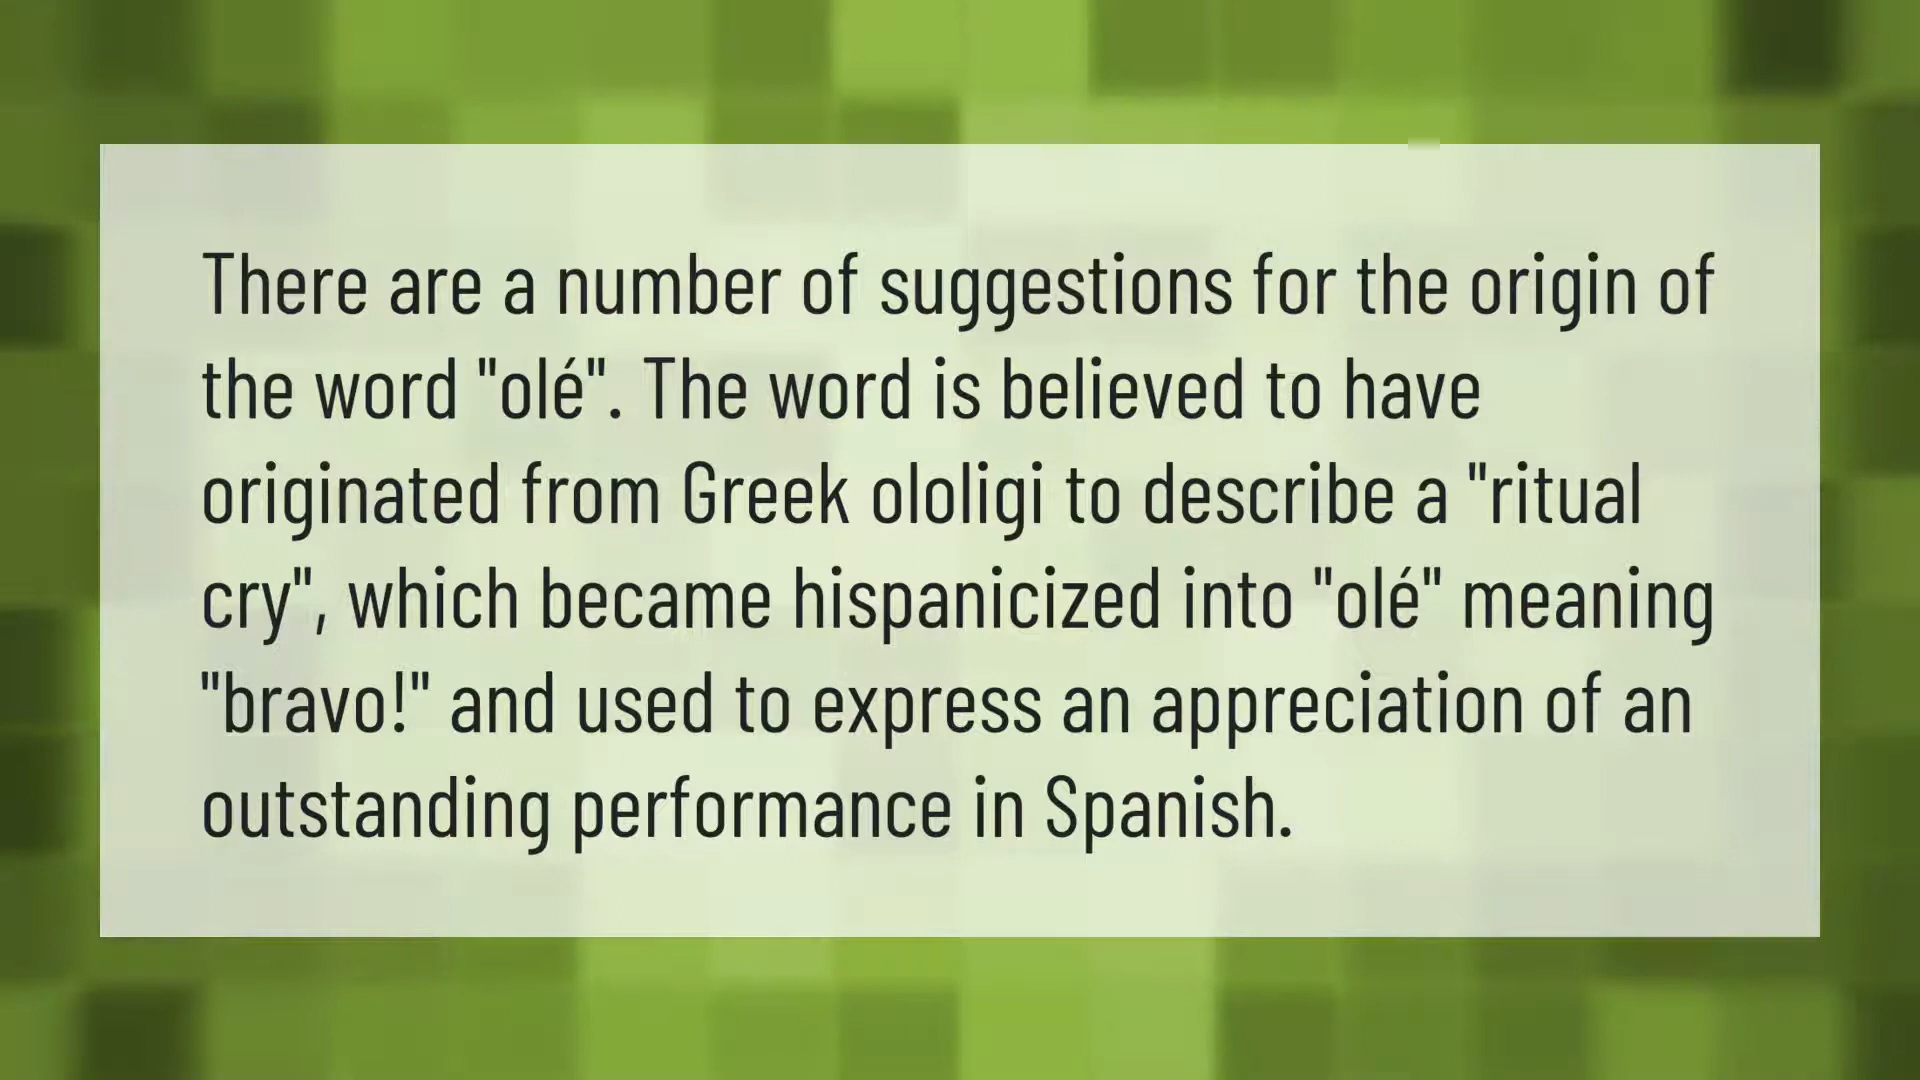 There are a number of suggestions for the origin of
the word "olé". The word is believed to have
originated from Greek ololigi to describe a "ritual
cry", which became hispanicized into "olé" meaning
"bravo!" and used to express an appreciation of an
outstanding performance in Spanish.